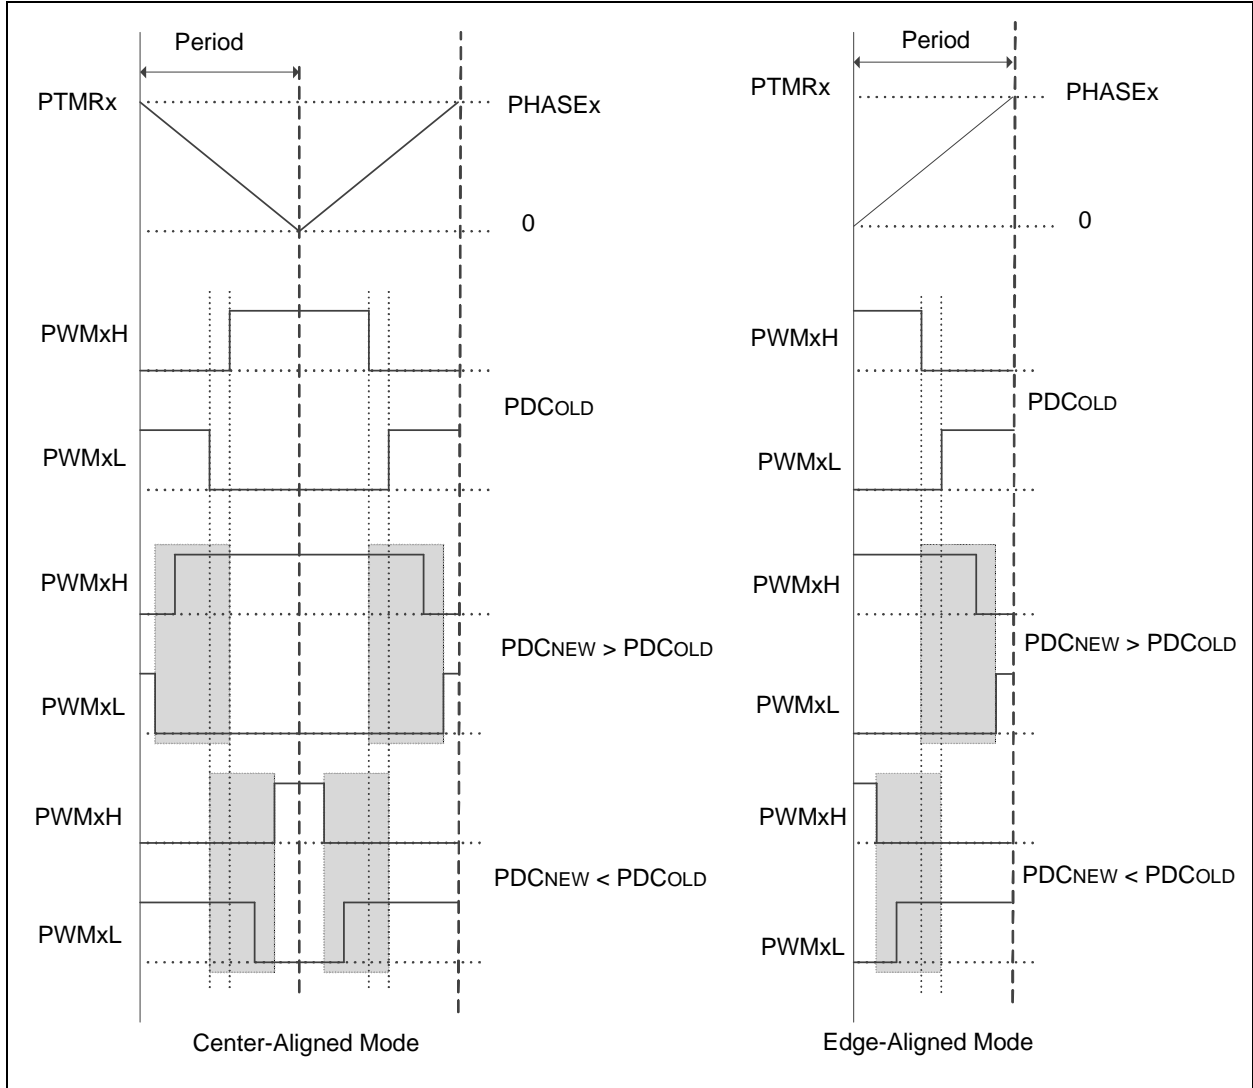 Period
PTMRx
PHASEx
0
PWMxH
PDCOLD
PWMxL
PWMxH
PDCNEW > PDCOLD
PWMxL
PWMxH
PDCNEW < PDCOLD
PWMxL
Center-Aligned Mode
Period
PTMRx
PHASEx
0
PWMxH
PDCOLD
PWMxL
PWMxH
PDCNEW > PDCOLD
PWMxL
PWMxH
PDCNEW < PDCOLD
PWMxL
Edge-Aligned Mode